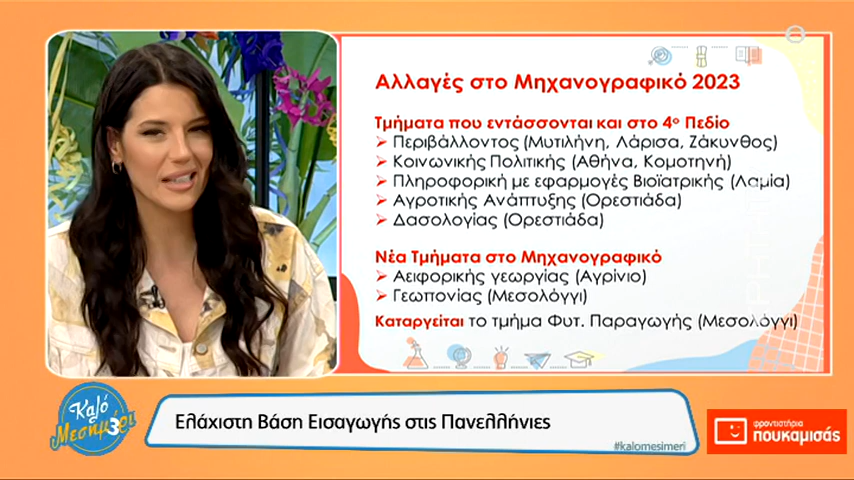 Αλλαγές στο Μηχανογραφικό 2023
Τμήματα που εντάσσονται και στο 4ο Πεδίο
Περιβάλλοντος (Μυτιλήνη, Λάρισα, Ζάκυνθος)
Κοινωνικής Πολιτικής (Αθήνα, Κομοτηνή)
Πληροφορική με εφαρμογές Βιοϊατρικής (Λαμία)
Αγροτικής Ανάπτυξης (Ορεστιάδα)
Δασολογίας (Ορεστιάδα)
Νέα Τμήματα στο Μηχανογραφικό
Αειφορικής γεωργίας (Αγρίνιο)
Γεωπονίας (Μεσολόγγι)
Καταργείται το τμήμα Φυτ. Παραγωγής (Μεσολόγγι)
Καλό
Μεσημέρι
3
Ελάχιστη Βάση Εισαγωγής στις Πανελλήνιες
#kalomesimeri
φροντιστήρια
πουκαμισάς